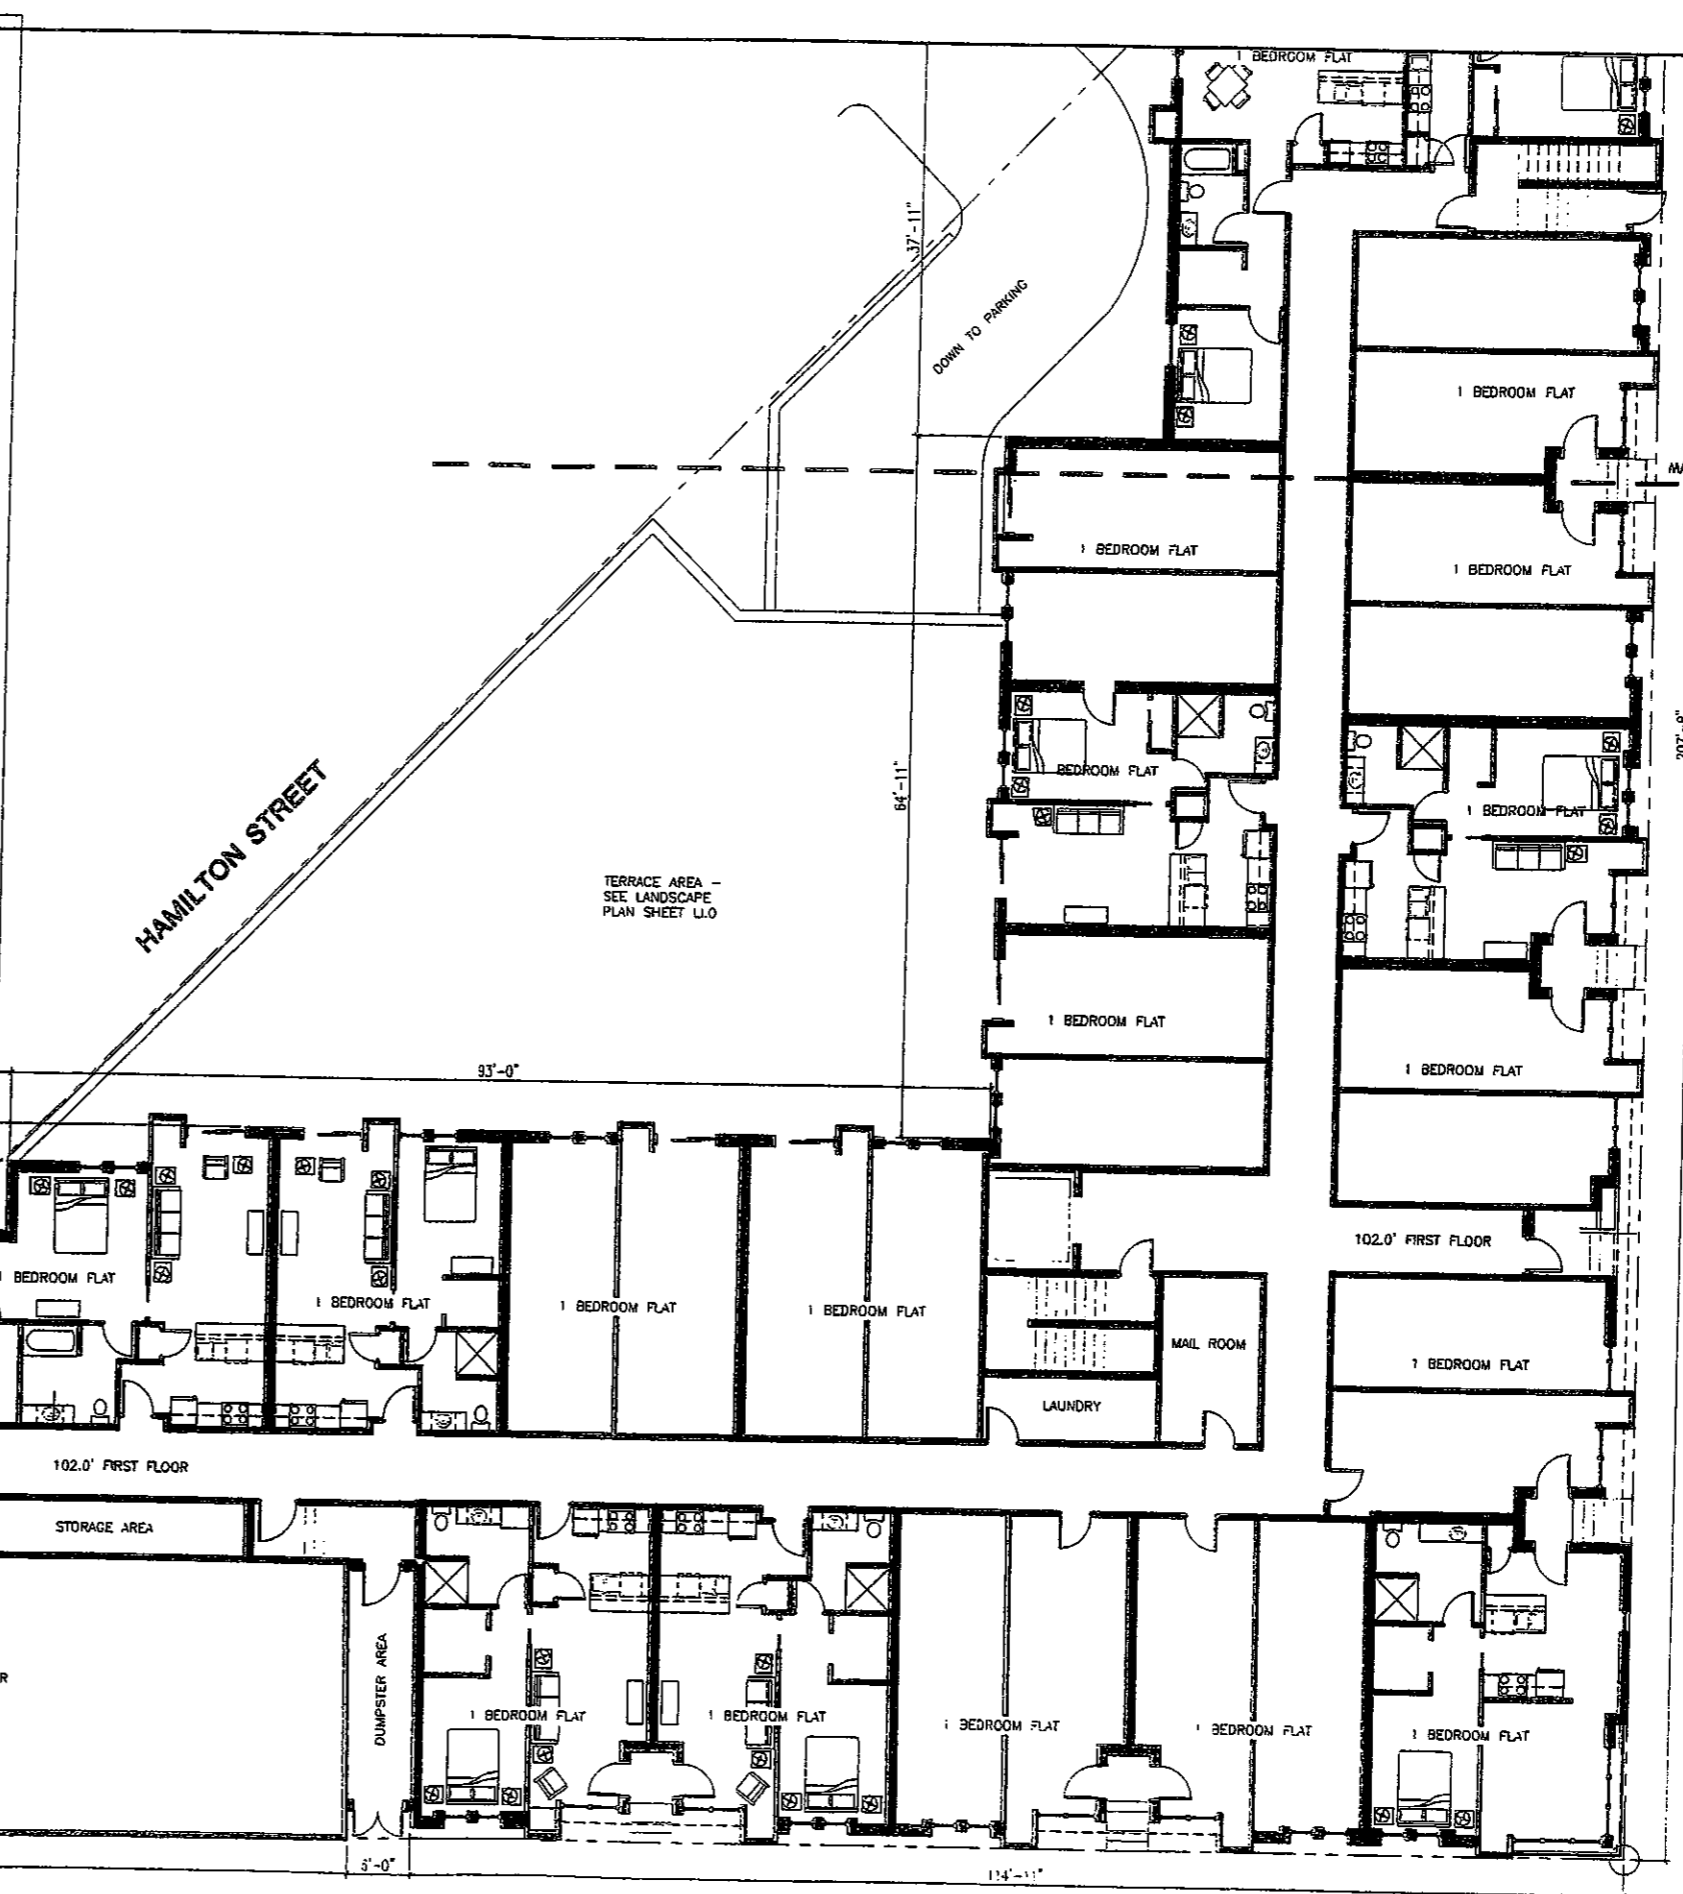 1 BEDROOM FLAT
37'-11"
DOWN TO PARKING
1 BEDROOM FLAT
1 BEDROOM FLAT
1 BEDROOM FLAT
HAMILTON STREET
64'-11"
BEDROOM FLAT
1 BEDROOM FLAT
TERRACE AREA –
SEE LANDSCAPE
PLAN SHEET L1.0
1 BEDROOM FLAT
93'-0"
1 BEDROOM FLAT
102.0' FIRST FLOOR
BEDROOM FLAT
1 BEDROOM FLAT
1 BEDROOM FLAT
1 BEDROOM FLAT
MAIL ROOM
1 BEDROOM FLAT
LAUNDRY
102.0' FIRST FLOOR
STORAGE AREA
DUMPSTER AREA
1 BEDROOM FLAT
1 BEDROOM FLAT
1 BEDROOM FLAT
1 BEDROOM FLAT
1 BEDROOM FLAT